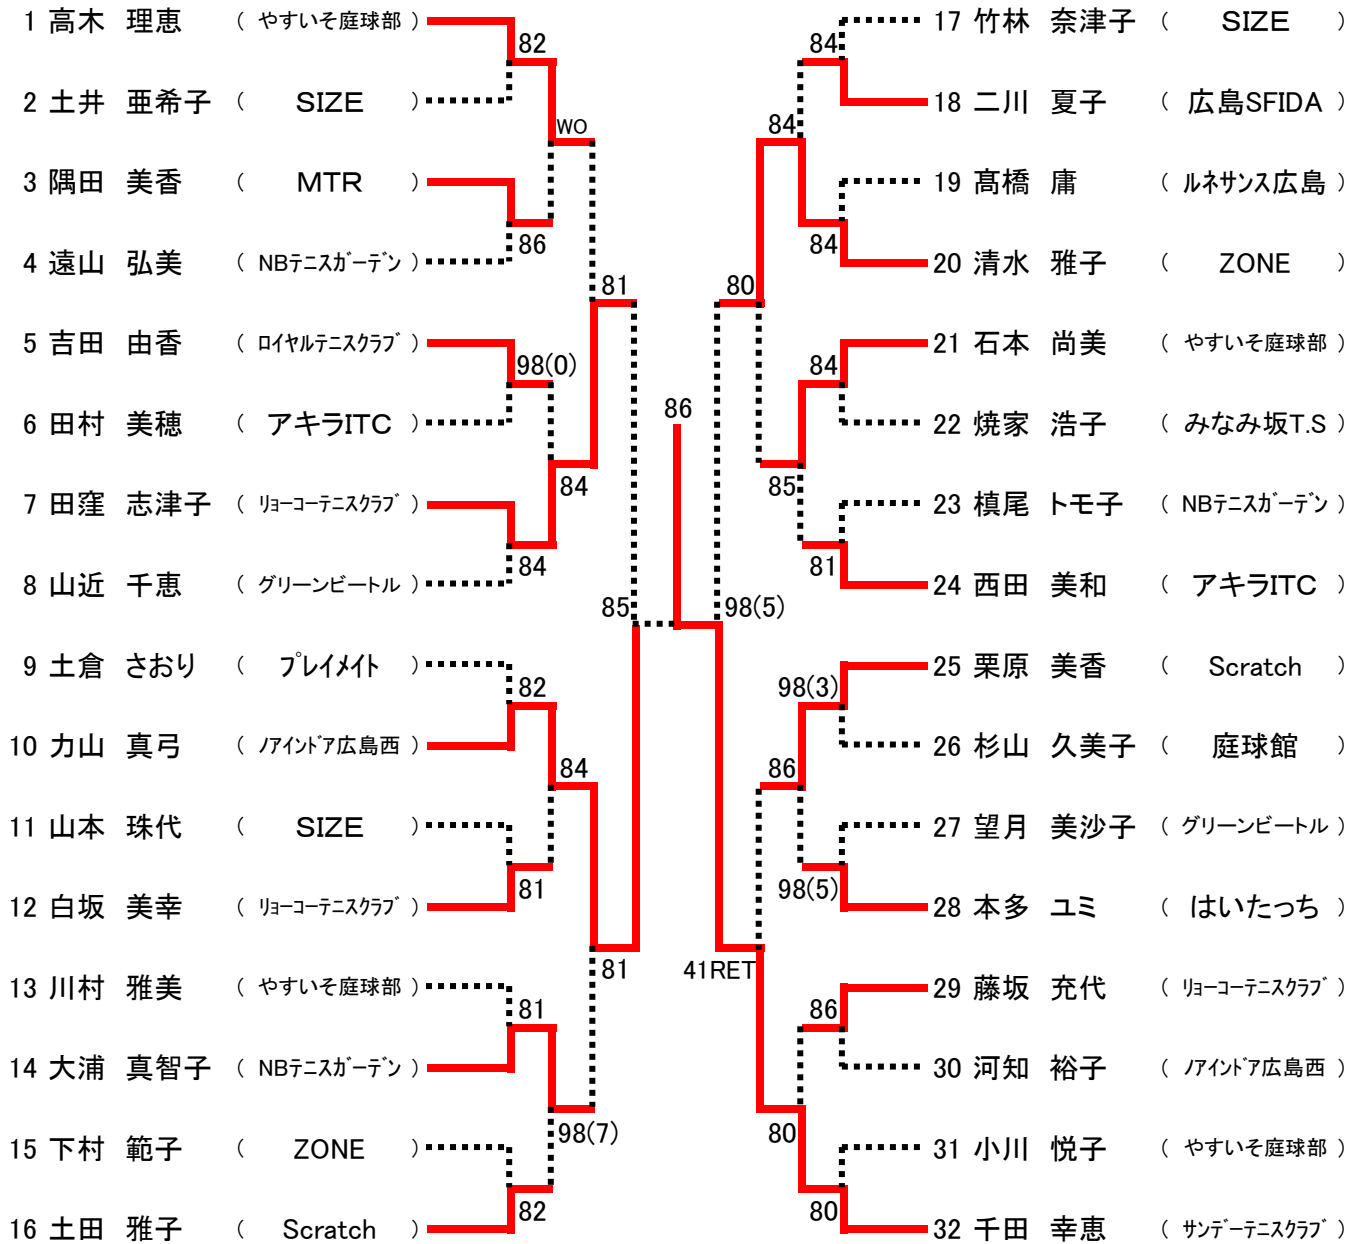 1 高木 理恵 ( やすいそ庭球部 )
82
2 土井 亜希子 ( SIZE )
WO
3 隅田 美香 ( MTR )
86
4 遠山 弘美 ( NBテニスガーデン )
81
5 吉田 由香 ( ロイヤルテニスクラブ )
98(0)
6 田村 美穂 ( アキラITC )
84
7 田窪 志津子 ( リョーコーテニスクラブ )
84
8 山近 千恵 ( グリーンビートル )
85
9 土倉 さおり ( プレイメイト )
82
10 力山 真弓 ( ノアインドア広島西 )
84
11 山本 珠代 ( SIZE )
81
12 白坂 美幸 ( リョーコーテニスクラブ )
81
13 川村 雅美 ( やすいそ庭球部 )
81
14 大浦 真智子 ( NBテニスガーデン )
98(7)
15 下村 範子 ( ZONE )
82
16 土田 雅子 ( Scratch )
86
17 竹林 奈津子 ( SIZE )
84
18 二川 夏子 ( 広島SFIDA )
84
19 髙橋 庸 ( ルネサンス広島 )
84
20 清水 雅子 ( ZONE )
80
21 石本 尚美 ( やすいそ庭球部 )
84
22 焼家 浩子 ( みなみ坂T.S )
85
23 槙尾 トモ子 ( NBテニスガーデン )
81
24 西田 美和 ( アキラITC )
98(5)
25 栗原 美香 ( Scratch )
98(3)
26 杉山 久美子 ( 庭球館 )
86
27 望月 美沙子 ( グリーンビートル )
98(5)
28 本多 ユミ ( はいたっち )
41RET
29 藤坂 充代 ( リョーコーテニスクラブ )
86
30 河知 裕子 ( ノアインドア広島西 )
80
31 小川 悦子 ( やすいそ庭球部 )
80
32 千田 幸恵 ( サンデーテニスクラブ )